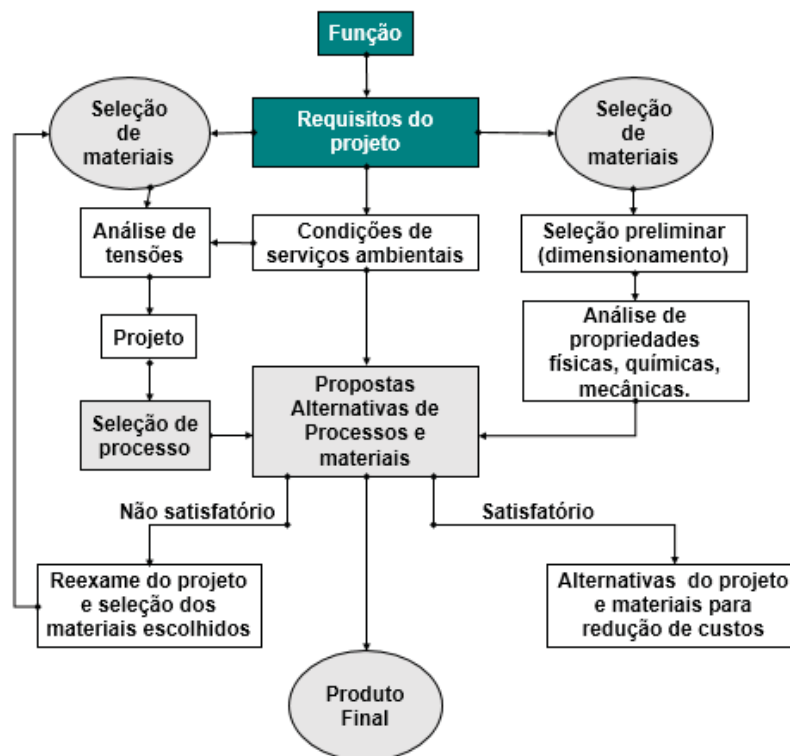 Função
Seleção
de
materiais
Requisitos do
projeto
Seleção
de
materiais
Análise de
tensões
Condições de
serviços ambientais
Seleção preliminar
(dimensionamento)
Projeto
Análise de
propriedades
físicas, químicas,
mecânicas.
Seleção de
processo
Propostas
Alternativas de
Processos e
materiais
Não satisfatório
Satisfatório
Reexame do projeto
e seleção dos
materiais escolhidos
Alternativas do projeto
e materiais para
redução de custos
Produto
Final